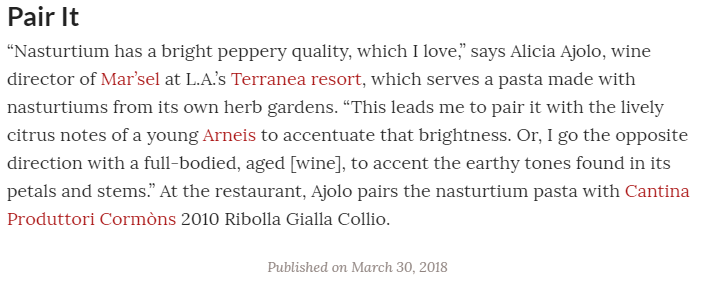 Pair It
“Nasturtium has a bright peppery quality, which I love,” says Alicia Ajolo, wine
director of Mar’sel at L.A.’s Terranea resort, which serves a pasta made with
nasturtiums from its own herb gardens. “This leads me to pair it with the lively
citrus notes of a young Arneis to accentuate that brightness. Or, I go the opposite
direction with a full-bodied, aged [wine], to accent the earthy tones found in its
petals and stems.” At the restaurant, Ajolo pairs the nasturtium pasta with Cantina
Produttori Cormòns 2010 Ribolla Gialla Collio.
Published on March 30, 2018